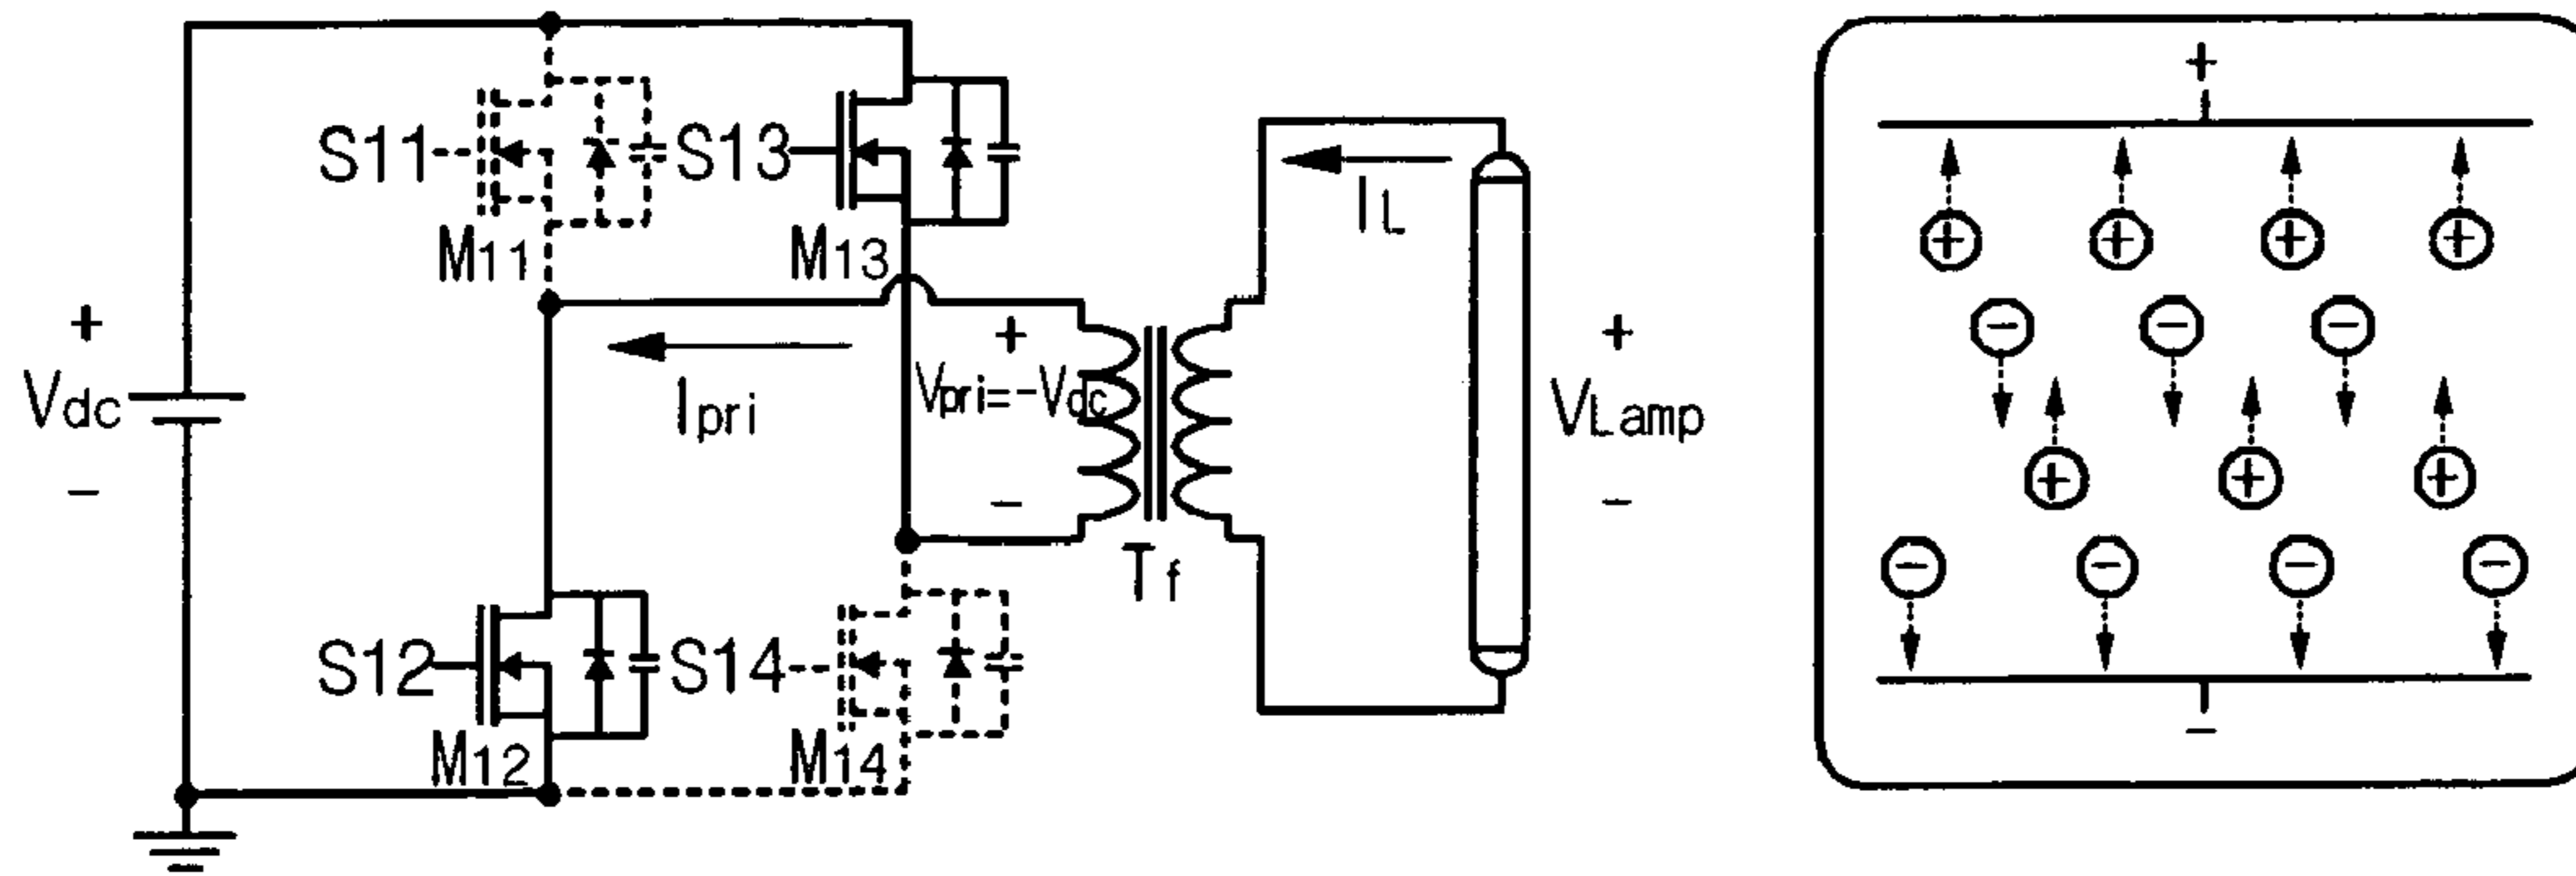 +
S11
S13
IL
M11
M13
+
Vdc
−
Ipri
+
Vpri=-Vdc
−
Tf
+
VLamp
−
S12
S14
M12
M14
+
+ + + +
− − −
+ + +
− − − −
−